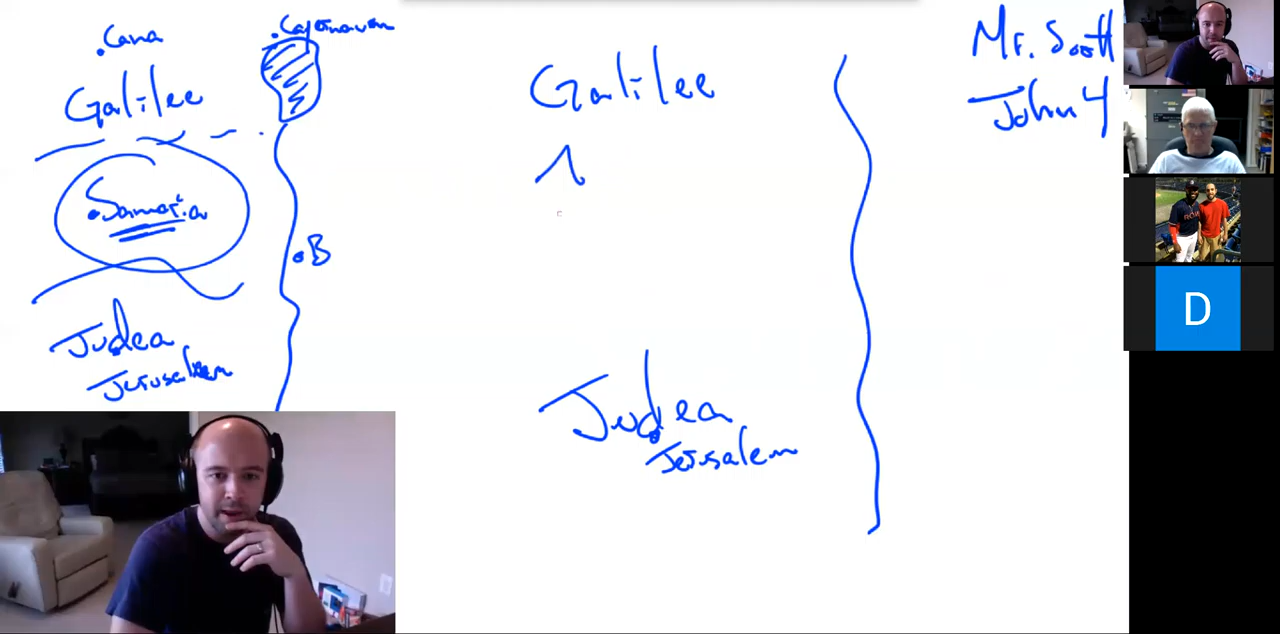 .Cana
.Capernaum
Galilee
.Samaria
.B
Judea
Jerusalem
Galilee
Judea
Jerusalem
Mr. Scott
John 4
D